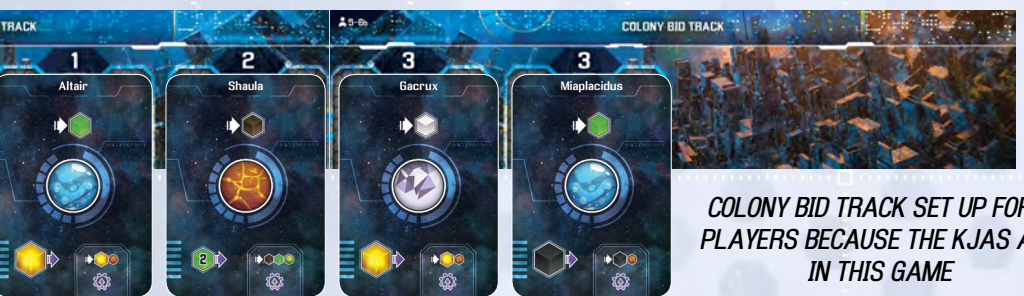 TRACK
5-6
COLONY BID TRACK
1
2
3
3
Altair
Shaula
Gacrux
Miaplacidus
2
COLONY BID TRACK SET UP FOR
PLAYERS BECAUSE THE KJAS A
IN THIS GAME